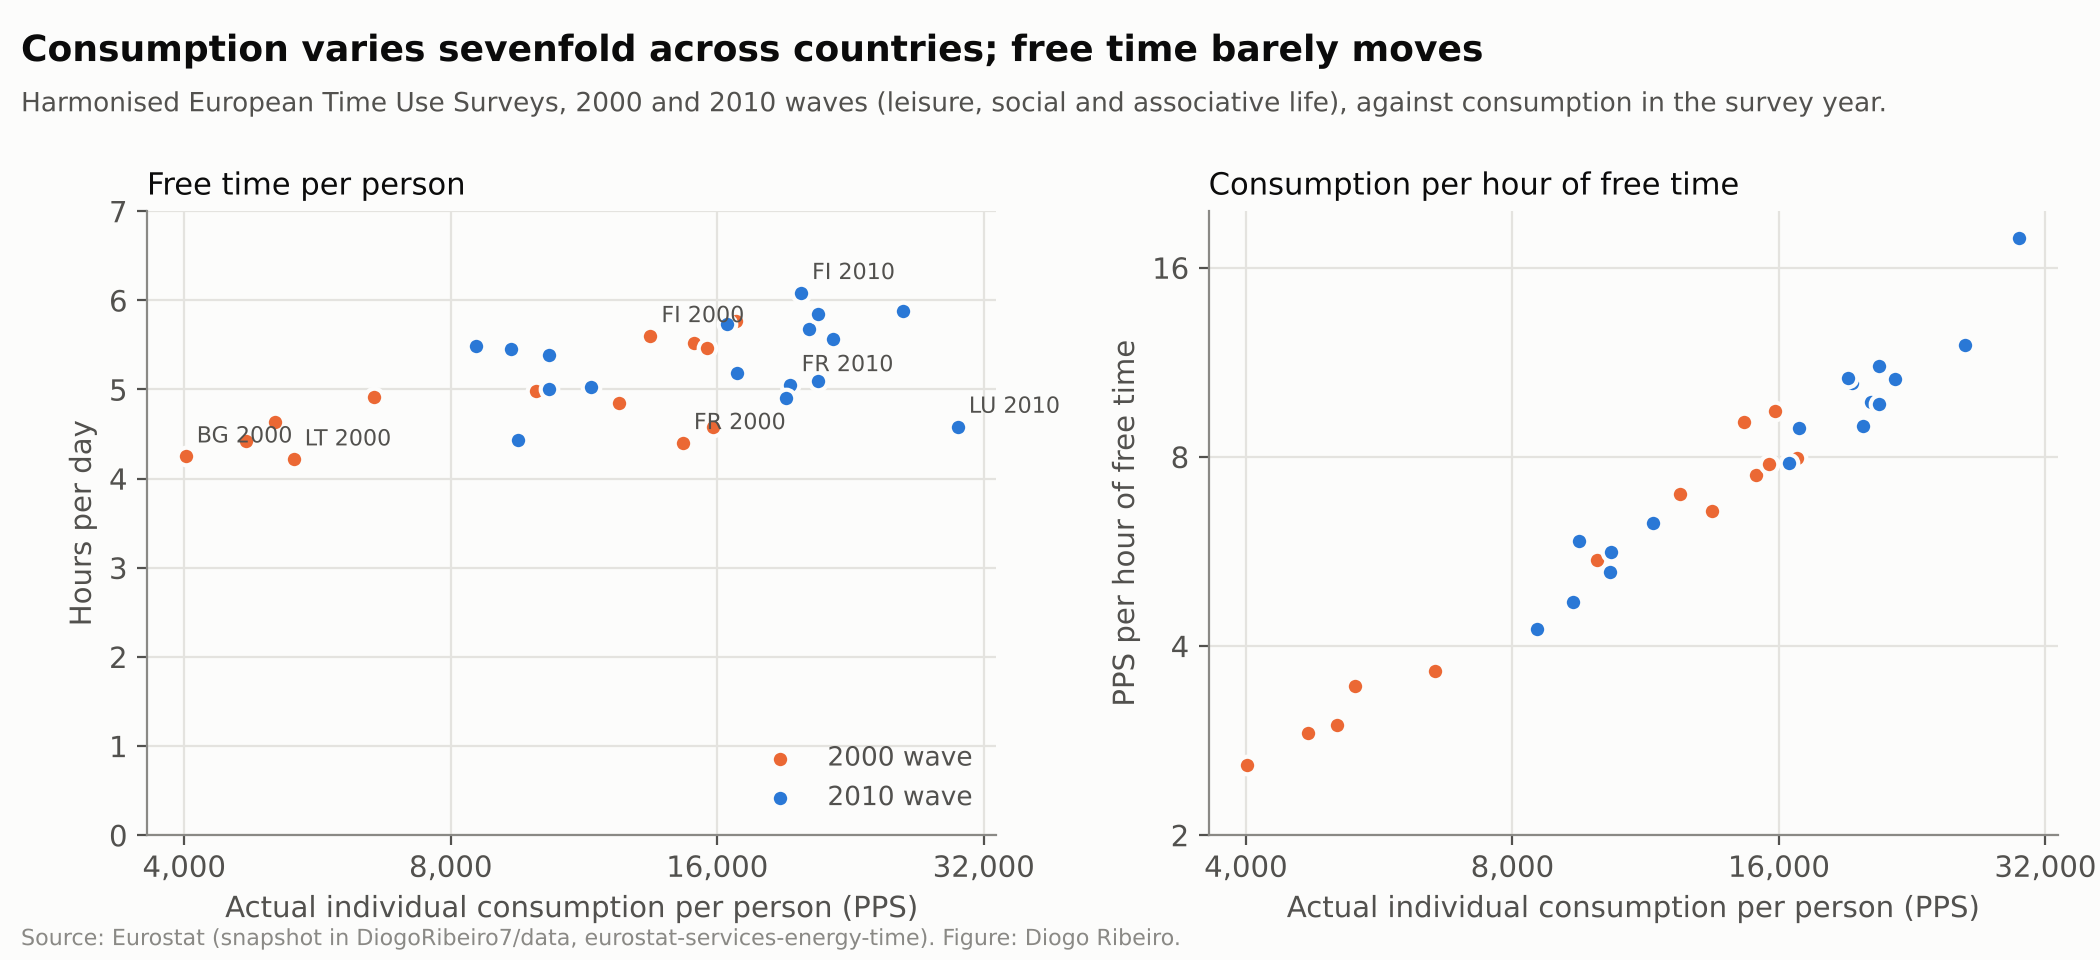 Consumption varies sevenfold across countries; free time barely moves
Harmonised European Time Use Surveys, 2000 and 2010 waves (leisure, social and associative life), against consumption in the survey year.
Free time per person
7
6
5
4
3
2
1
0
Hours per day
FI 2010
FI 2000
FR 2010
LU 2010
FR 2000
BG 2000
LT 2000
2000 wave
2010 wave
4,000
8,000
16,000
32,000
Actual individual consumption per person (PPS)
Consumption per hour of free time
16
8
4
2
PPS per hour of free time
4,000
8,000
16,000
32,000
Actual individual consumption per person (PPS)
Source: Eurostat (snapshot in DiogoRibeiro7/data, eurostat-services-energy-time). Figure: Diogo Ribeiro.